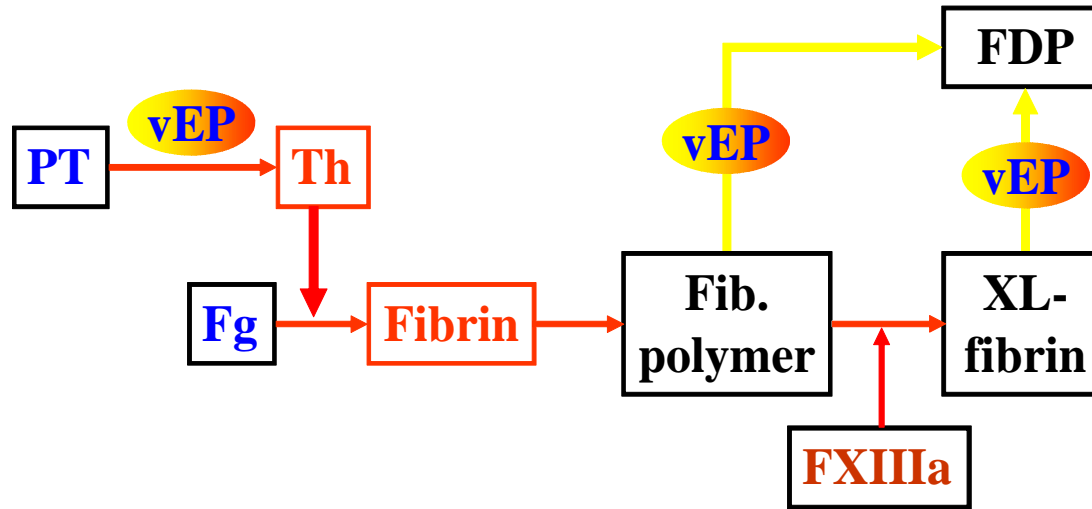 FDP
vEP
PT
Th
vEP
vEP
Fg
Fibrin
Fib.
polymer
XL-
fibrin
FXIIIa